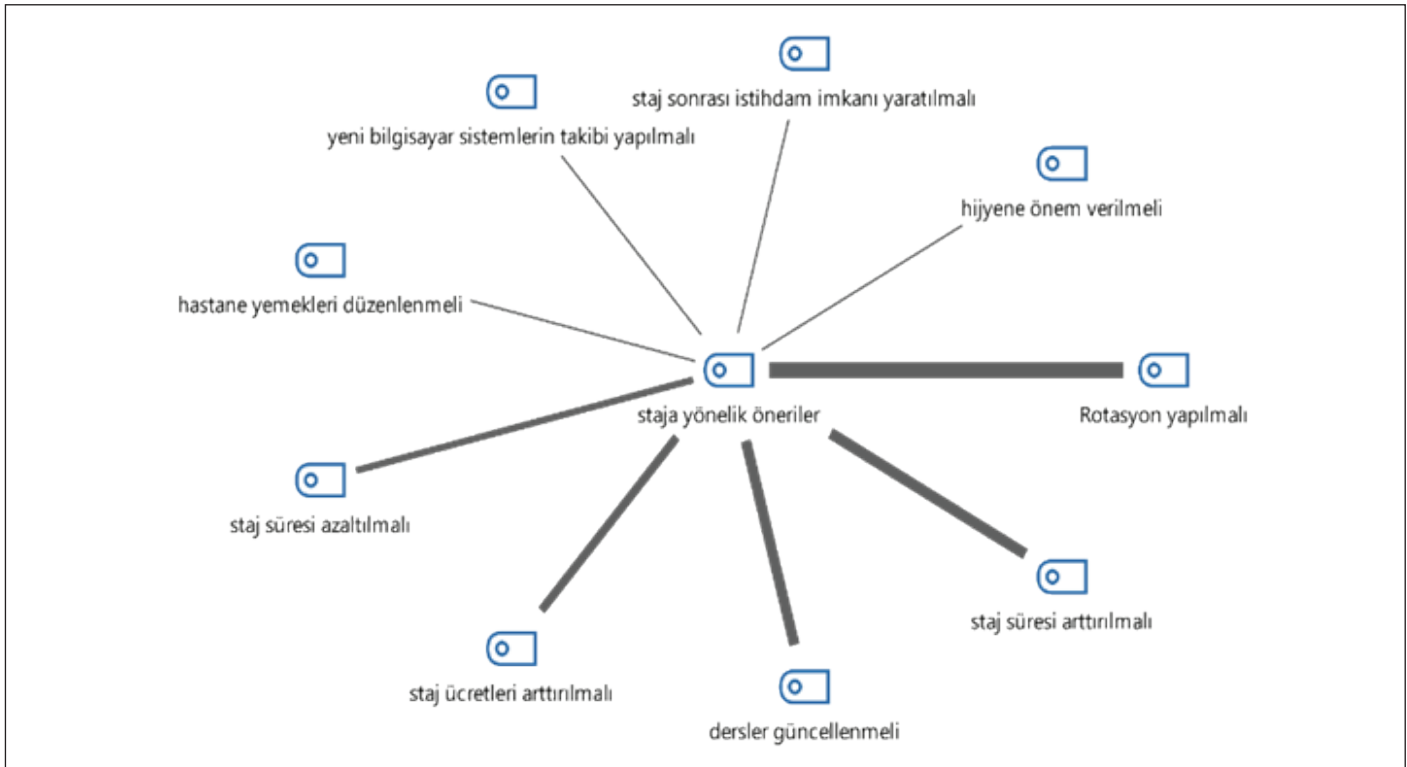 staj sonrası istihdam imkanı yaratılmalı
yeni bilgisayar sistemlerin takibi yapılmalı
hijyene önem verilmeli
hastane yemekleri düzenlenmeli
staja yönelik öneriler
Rotasyon yapılmalı
staj süresi azaltılmalı
staj süresi arttırılmalı
staj ücretleri arttırılmalı
dersler güncellenmeli